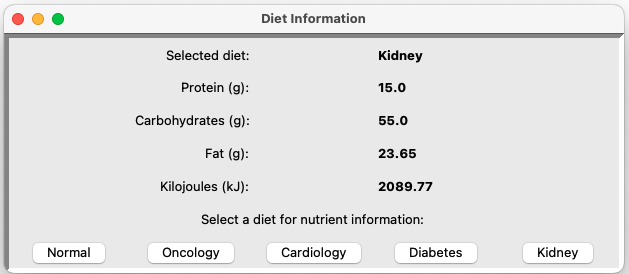 Diet Information
Selected diet: Kidney
Protein (g): 15.0
Carbohydrates (g): 55.0
Fat (g): 23.65
Kilojoules (kJ): 2089.77
Select a diet for nutrient information:
Normal Oncology Cardiology Diabetes Kidney